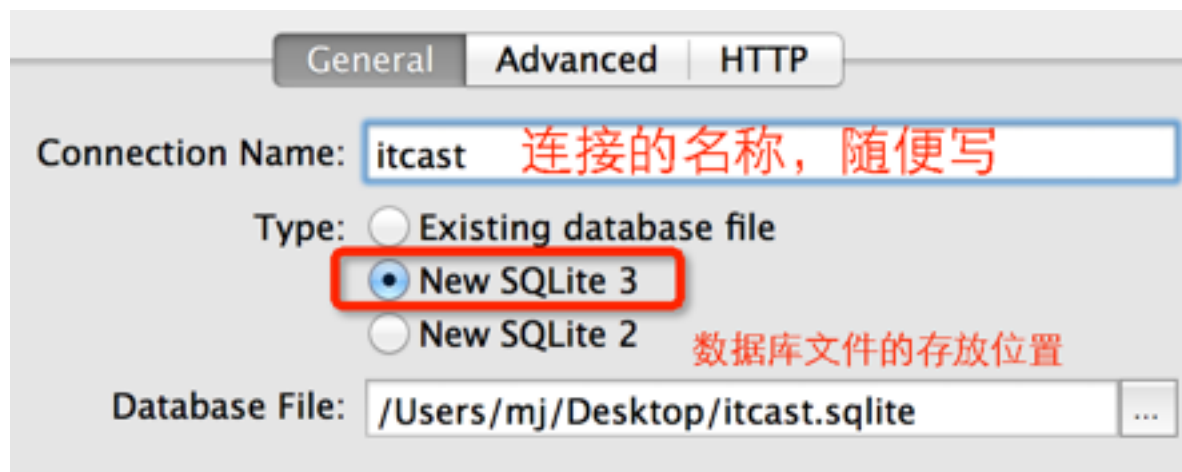 General Advanced HTTP
Connection Name: itcast 连接的名称，随便写
Type: Existing database file
New SQLite 3
New SQLite 2
数据库文件的存放位置
Database File: /Users/mj/Desktop/itcast.sqlite ...